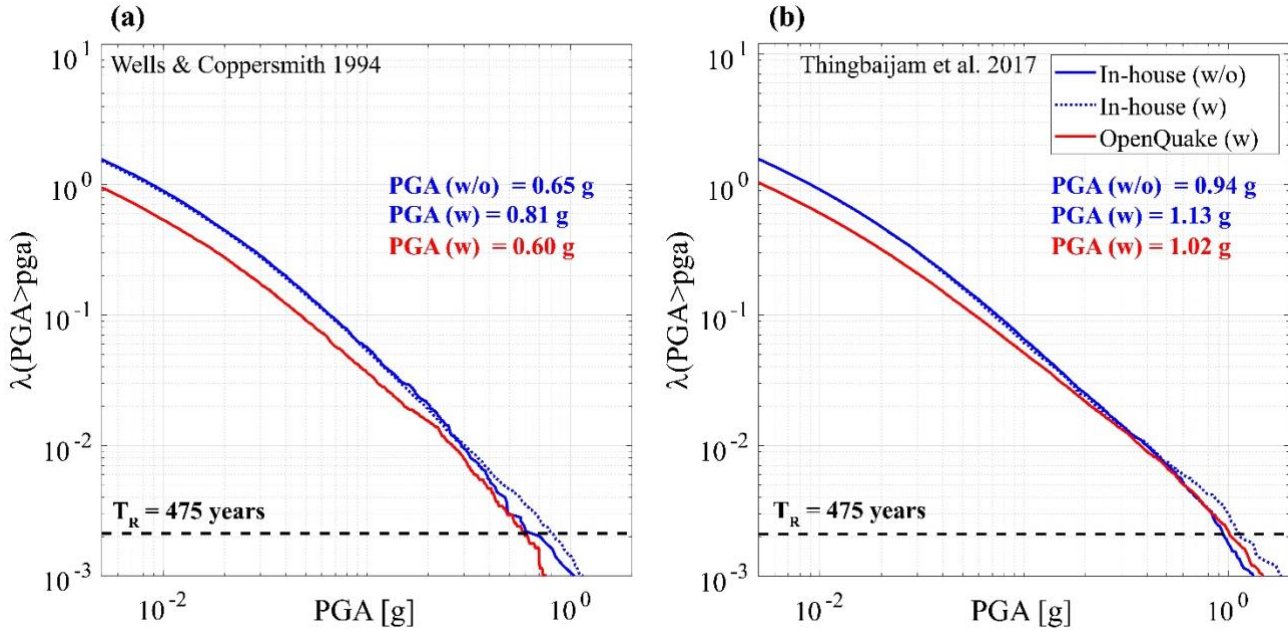 (a)
Wells & Coppersmith 1994
PGA (w/o) = 0.65 g
PGA (w) = 0.81 g
PGA (w) = 0.60 g
T_R = 475 years
λ(PGA>pga)
10^1
10^0
10^-1
10^-2
10^-3
10^-2
10^0
PGA [g]
(b)
Thingbaijam et al. 2017
In-house (w/o)
In-house (w)
OpenQuake (w)
PGA (w/o) = 0.94 g
PGA (w) = 1.13 g
PGA (w) = 1.02 g
T_R = 475 years
λ(PGA>pga)
10^1
10^0
10^-1
10^-2
10^-3
10^-2
10^0
PGA [g]